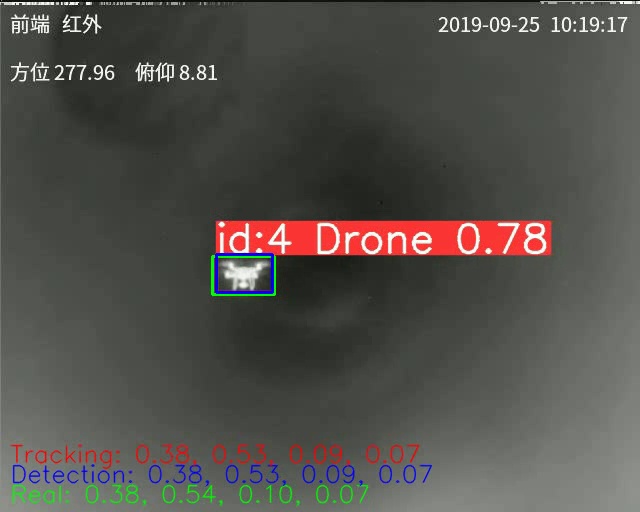 前端 红外 2019-09-25 10:19:17
方位 277.96 俯仰 8.81
id:4 Drone 0.78
Tracking: 0.38, 0.53, 0.09, 0.07
Detection: 0.38, 0.53, 0.09, 0.07
Real: 0.38, 0.54, 0.10, 0.07